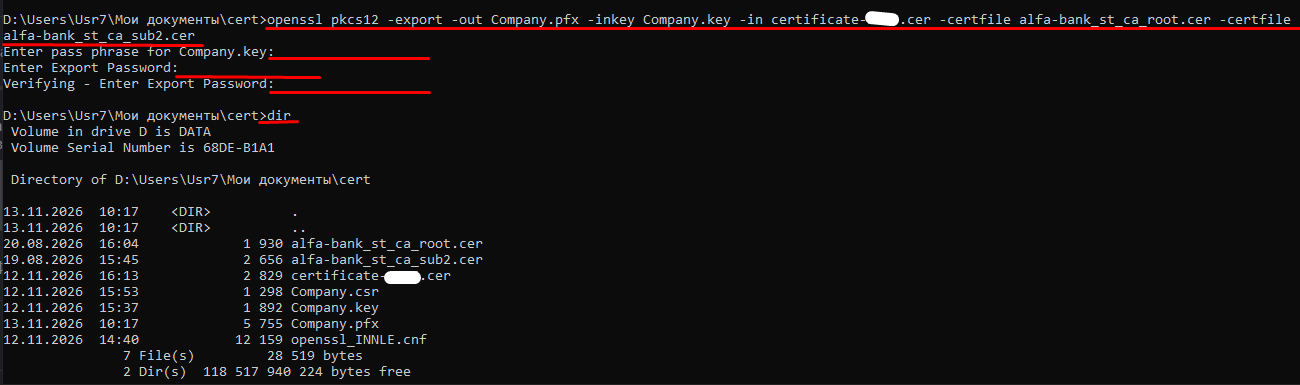 D:\Users\Usr7\Мои документы\cert>openssl pkcs12 -export -out Company.pfx -inkey Company.key -in certificate-.cer -certfile alfa-bank_st_ca_root.cer -certfile
alfa-bank_st_ca_sub2.cer
Enter pass phrase for Company.key:
Enter Export Password:
Verifying - Enter Export Password:
D:\Users\Usr7\Мои документы\cert>dir
Volume in drive D is DATA
Volume Serial Number is 68DE-B1A1
Directory of D:\Users\Usr7\Мои документы\cert
13.11.2026 10:17 <DIR> .
13.11.2026 10:17 <DIR> ..
20.08.2026 16:04 1 930 alfa-bank_st_ca_root.cer
19.08.2026 15:45 2 656 alfa-bank_st_ca_sub2.cer
12.11.2026 16:13 2 829 certificate-.cer
12.11.2026 15:53 1 298 Company.csr
12.11.2026 15:37 1 892 Company.key
13.11.2026 10:17 5 755 Company.pfx
12.11.2026 14:40 12 159 openssl_INNLE.cnf
7 File(s) 28 519 bytes
2 Dir(s) 118 517 940 224 bytes free